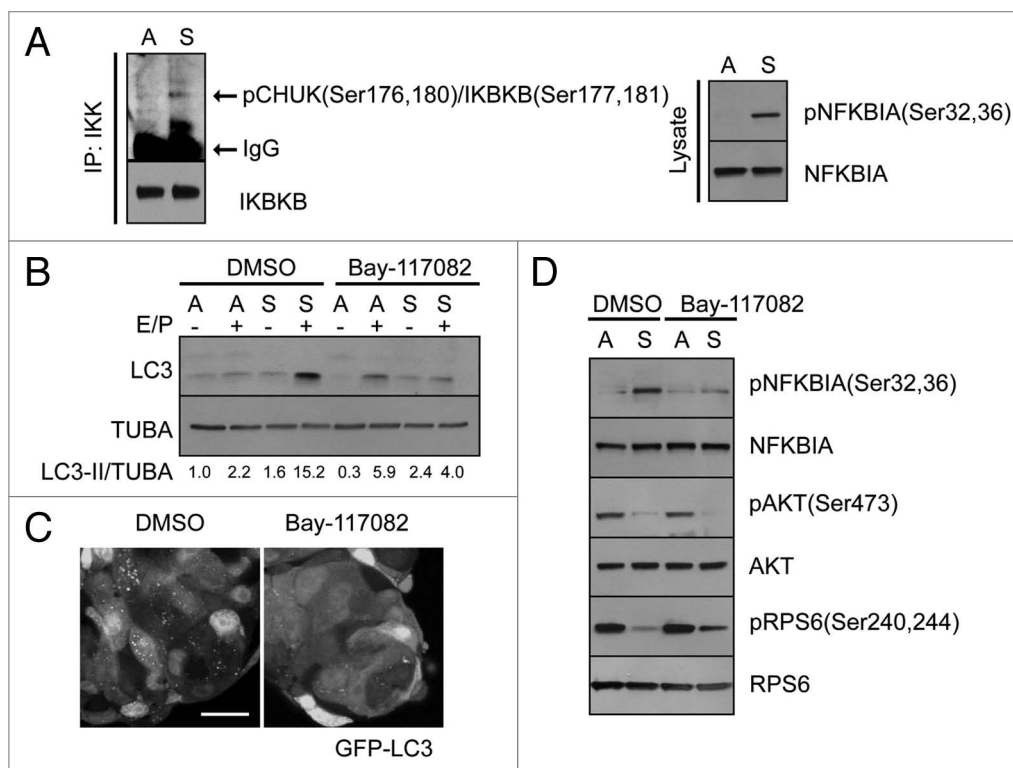 A
A S
IP: IKK
pCHUK(Ser176,180)/IKBKB(Ser177,181)
IgG
IKBKB
A S
Lysate
pNFKBIA(Ser32,36)
NFKBIA
B
DMSO Bay-117082
A A S S A A S S
E/P - + - + - + - +
LC3
TUBA
LC3-II/TUBA 1.0 2.2 1.6 15.2 0.3 5.9 2.4 4.0
C
DMSO Bay-117082
GFP-LC3
D
DMSO Bay-117082
A S A S
pNFKBIA(Ser32,36)
NFKBIA
pAKT(Ser473)
AKT
pRPS6(Ser240,244)
RPS6